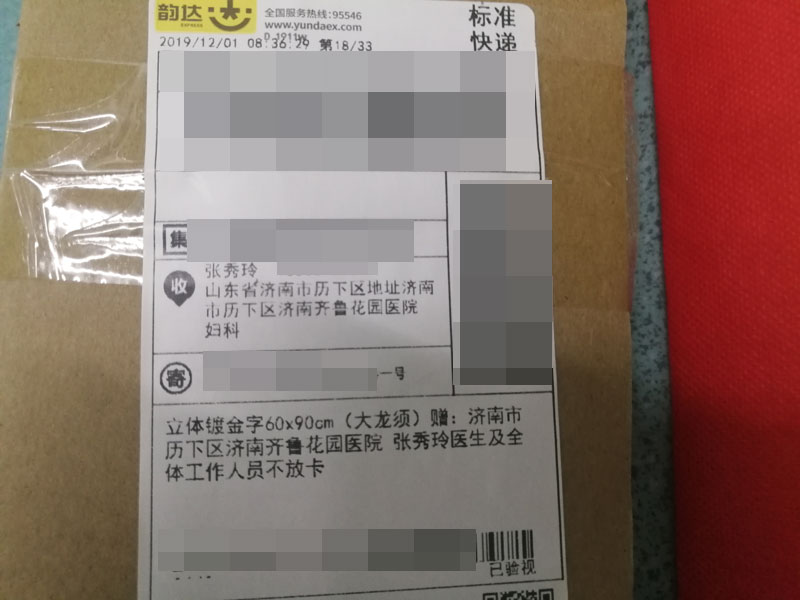 韵达
EXPRESS
全国服务热线:95546
www.yundaex.com
标准
快递
2019/12/01 08:36:29 第18/33
集
收
张秀玲
山东省济南市历下区地址济南
市历下区济南齐鲁花园医院
妇科
寄
一号
立体镀金字60x90cm（大龙须）赠：济南市
历下区济南齐鲁花园医院 张秀玲医生及全
体工作人员不放卡
已验视